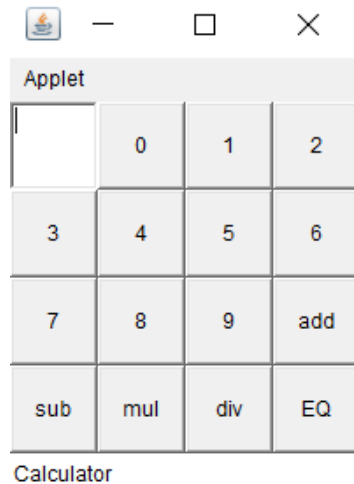 Applet
0 1 2
3 4 5 6
7 8 9 add
sub mul div EQ
Calculator